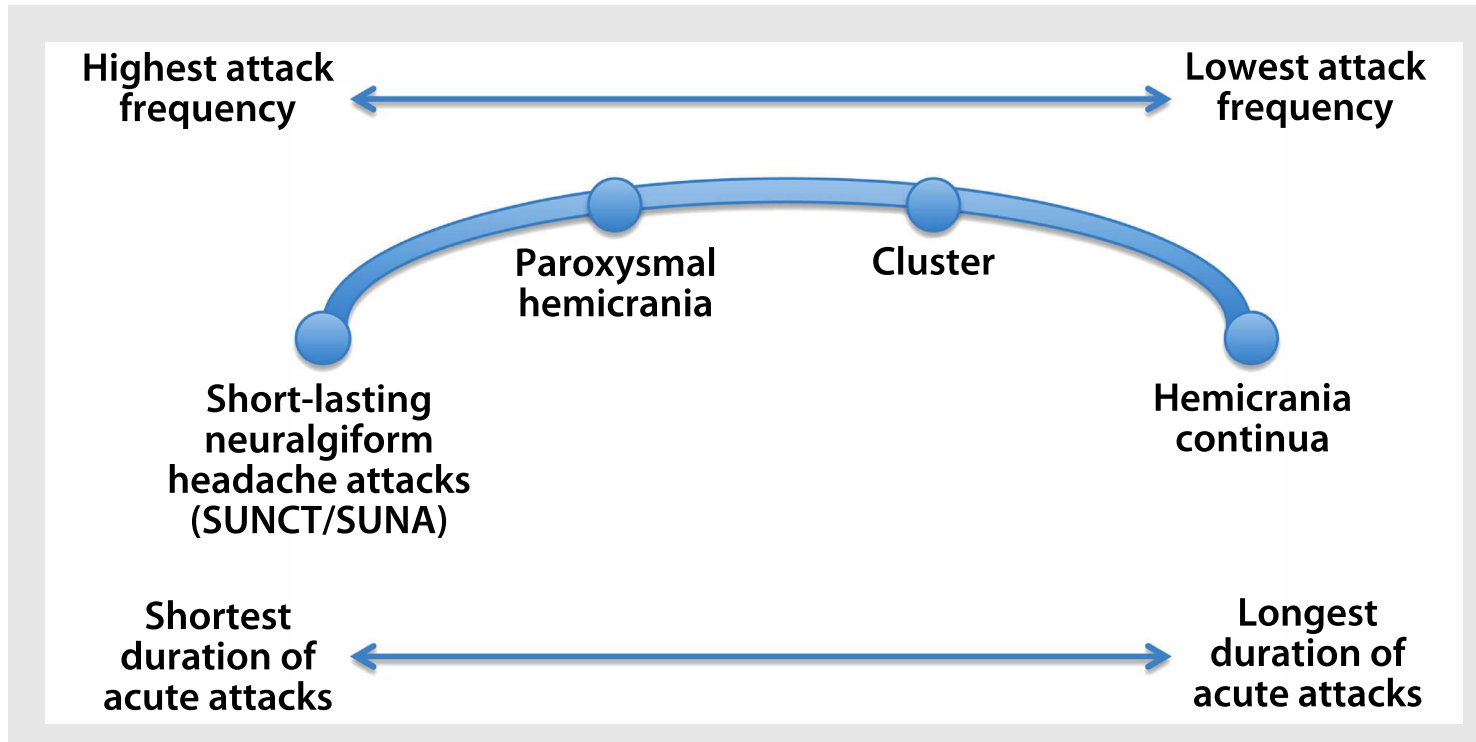 Highest attack
frequency
Lowest attack
frequency
Paroxysmal
hemicrania
Cluster
Short-lasting
neuralgiform
headache attacks
(SUNCT/SUNA)
Hemicrania
continua
Shortest
duration of
acute attacks
Longest
duration of
acute attacks